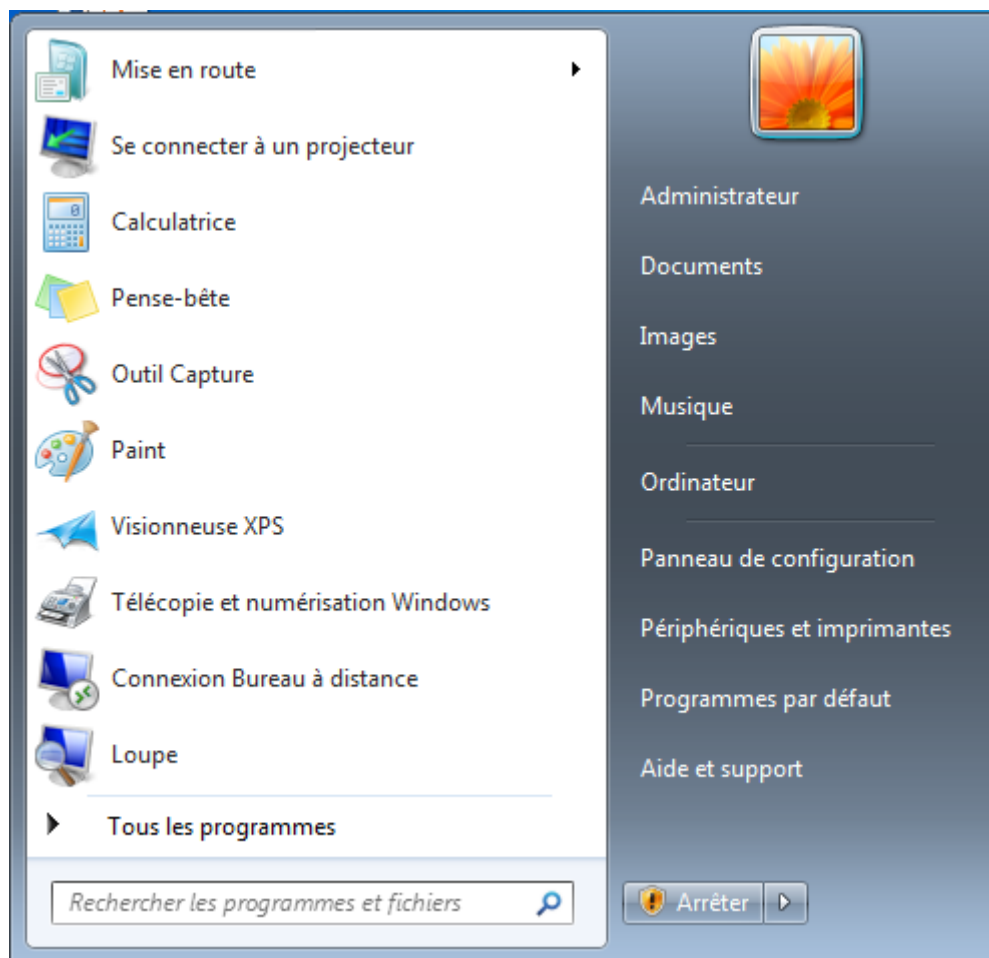 Mise en route
Se connecter à un projecteur
Calculatrice
0
Pense-bête
Outil Capture
Paint
Visionneuse XPS
Télécopie et numérisation Windows
Connexion Bureau à distance
Loupe
Tous les programmes
Rechercher les programmes et fichiers
Administrateur
Documents
Images
Musique
Ordinateur
Panneau de configuration
Périphériques et imprimantes
Programmes par défaut
Aide et support
Arrêter